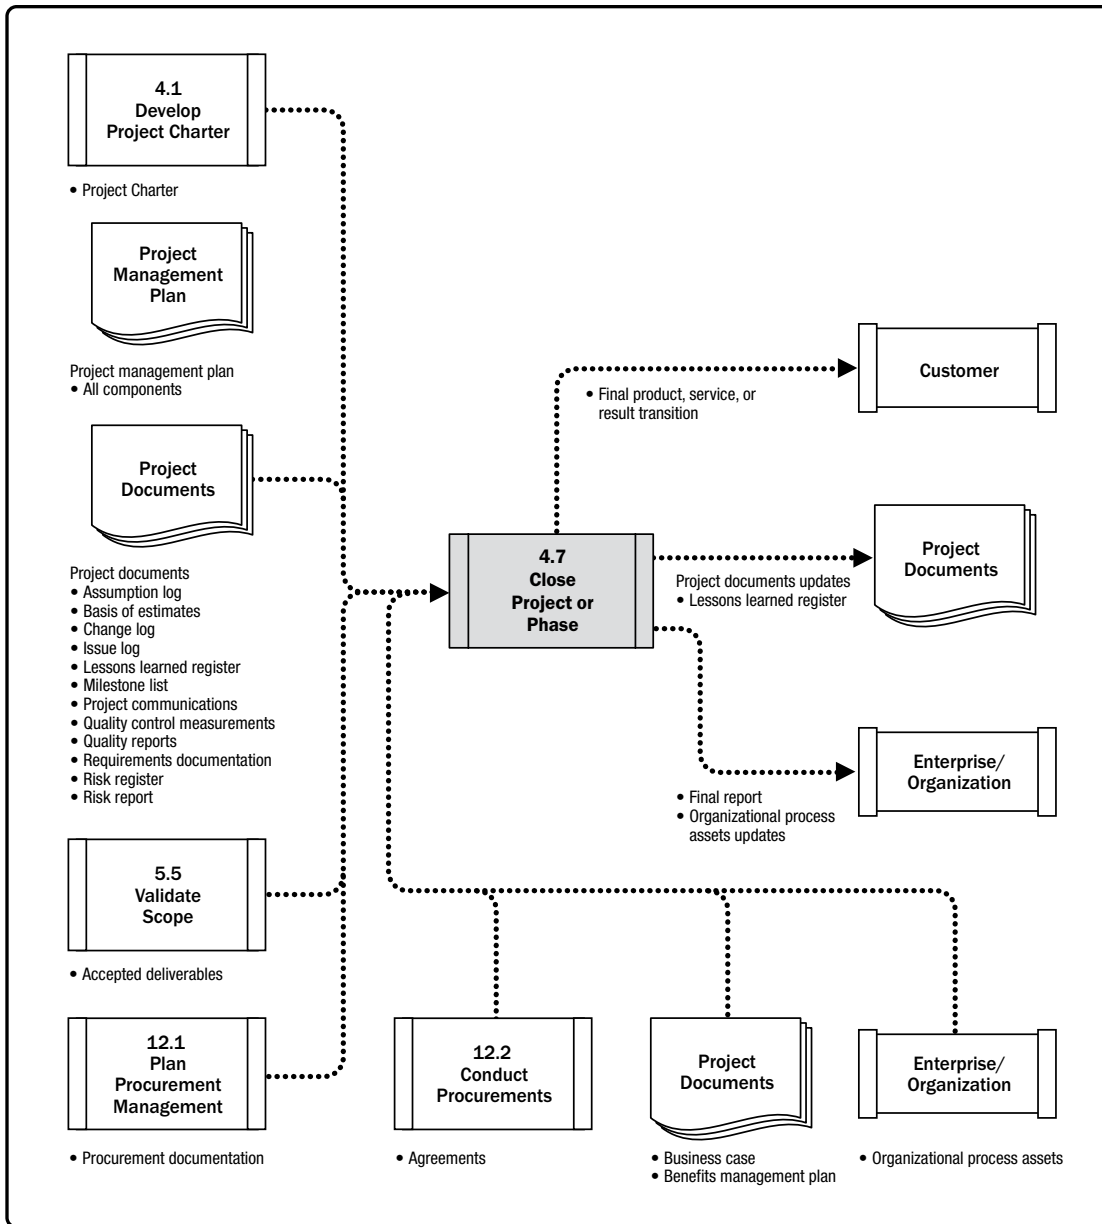 4.1
Develop
Project Charter
• Project Charter
Project
Management
Plan
Project management plan
• All components
Project
Documents
Project documents
• Assumption log
• Basis of estimates
• Change log
• Issue log
• Lessons learned register
• Milestone list
• Project communications
• Quality control measurements
• Quality reports
• Requirements documentation
• Risk register
• Risk report
5.5
Validate
Scope
• Accepted deliverables
12.1
Plan
Procurement
Management
• Procurement documentation
4.7
Close
Project or
Phase
• Final product, service, or
result transition
Customer
Project documents updates
• Lessons learned register
Project
Documents
• Final report
• Organizational process
assets updates
Enterprise/
Organization
12.2
Conduct
Procurements
• Agreements
Project
Documents
• Business case
• Benefits management plan
Enterprise/
Organization
• Organizational process assets